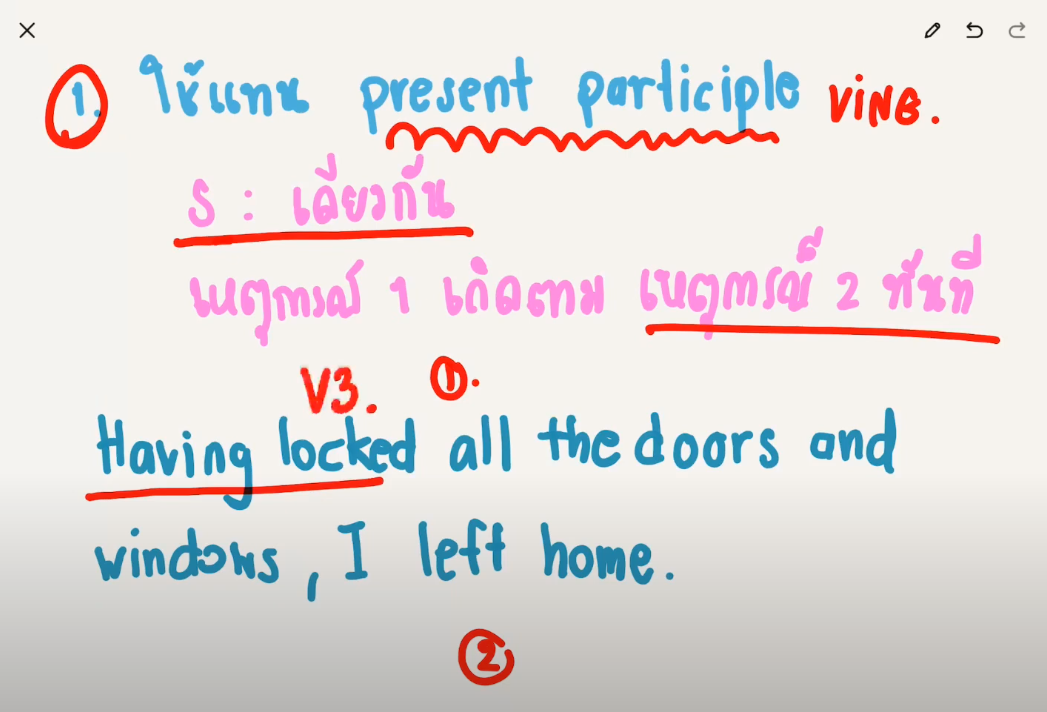 1. ใช้แทน present participle Ving.
S : เดียวกัน
เหตุการณ์ 1 เกิดตาม เหตุการณ์ 2 ทันที
V3. 1.
Having locked all the doors and
windows, I left home.
2